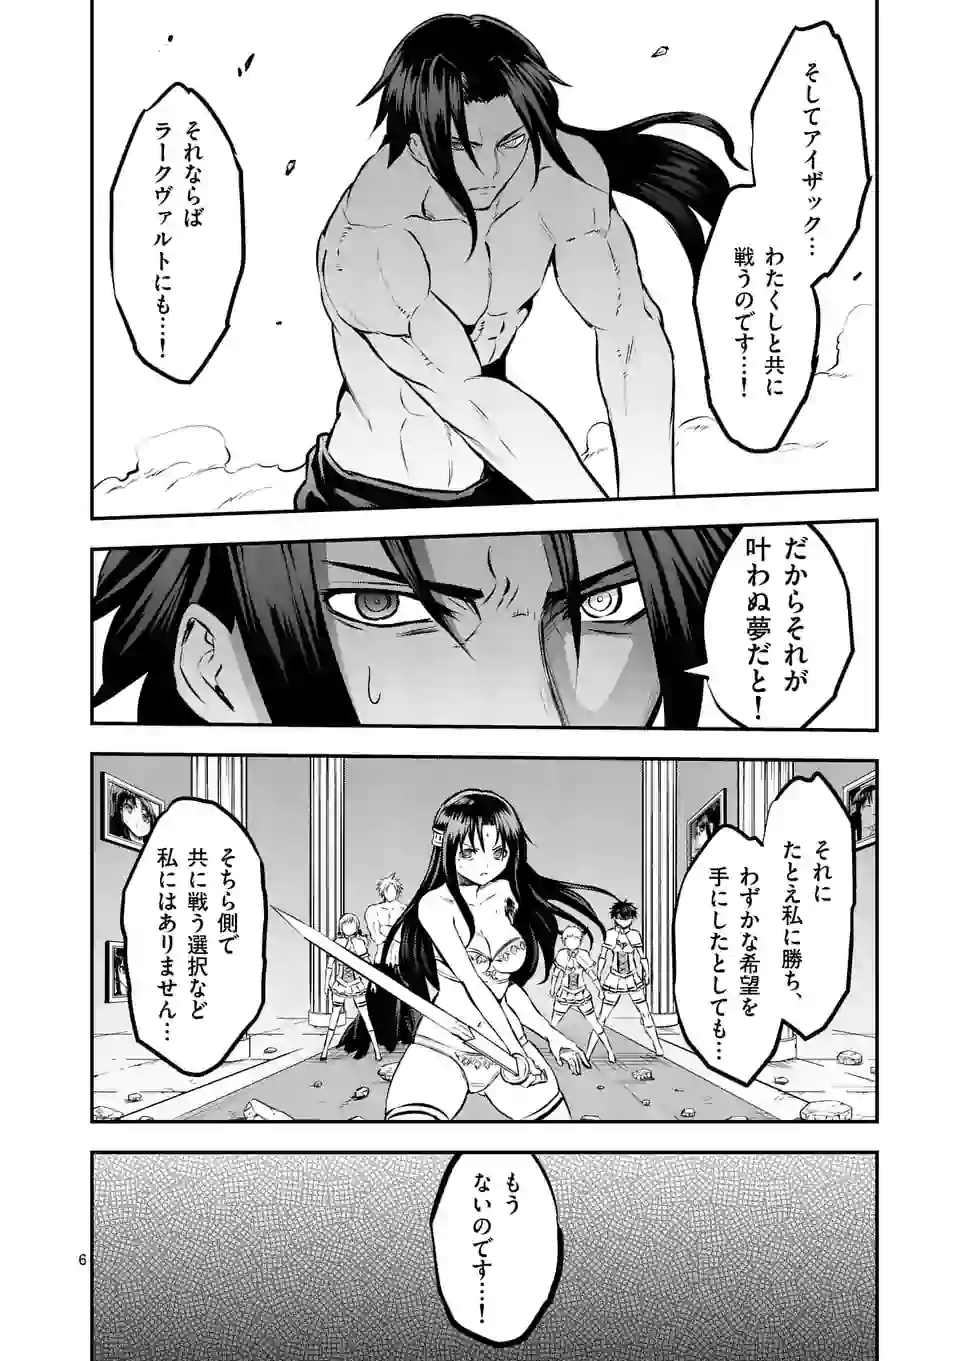 そしてアイザック…
わたくしと共に
戦うのです…！
それならば
ラークヴァルトにも…！
だからそれが
叶わぬ夢だと！
それに
たとえ私に勝ち、
わずかな希望を
手にしたとしても…
そちら側で
共に戦う選択など
私にはありません…
もう
ないのです…！
6